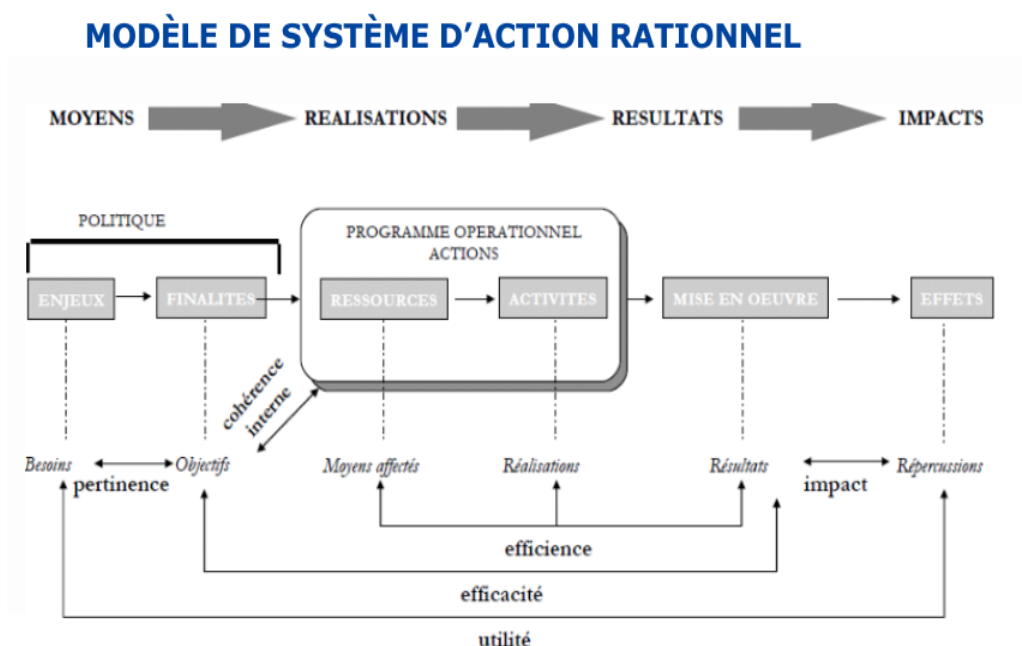 MODÈLE DE SYSTÈME D'ACTION RATIONNEL
MOYENS REALISATIONS RESULTATS IMPACTS
POLITIQUE
PROGRAMME OPERATIONNEL
ACTIONS
ENJEUX FINALITES RESSOURCES ACTIVITES MISE EN OEUVRE EFFETS
cohérence
interne
Besoins Objectifs Moyens affectés Réalisations Résultats Répercussions
pertinence impact
efficience
efficacité
utilité